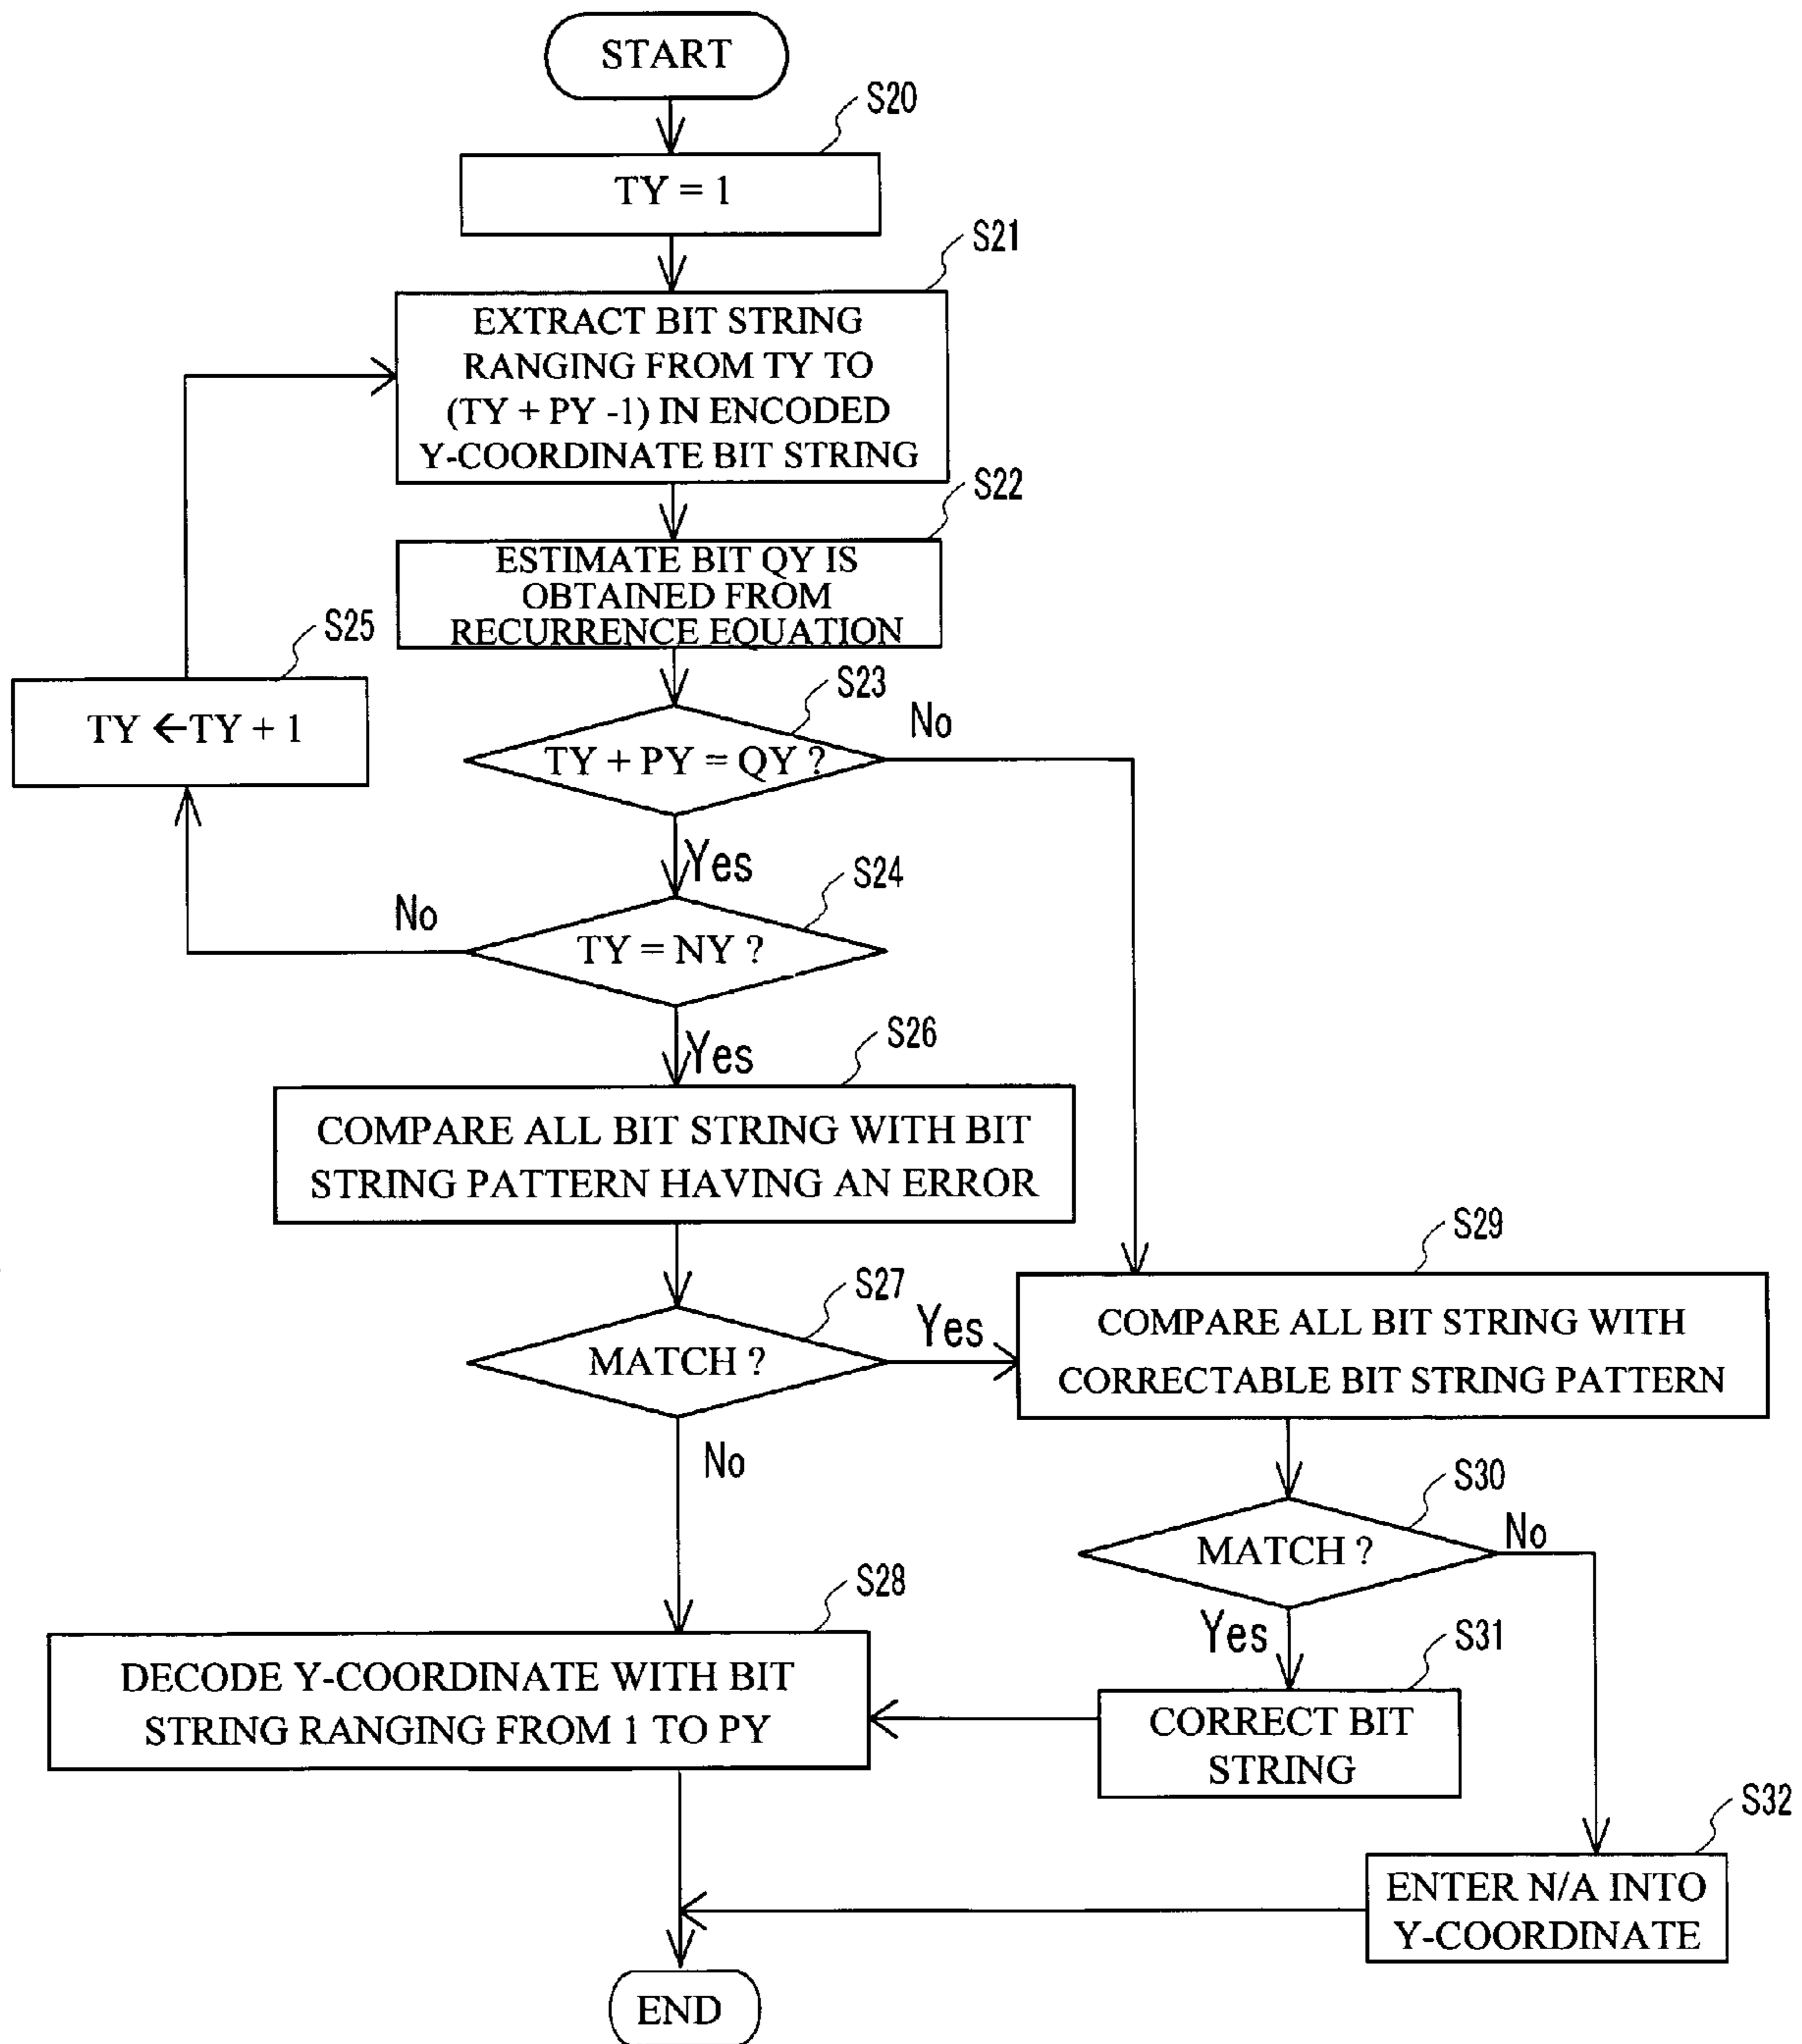 START
S20
TY = 1
S21
EXTRACT BIT STRING
RANGING FROM TY TO
(TY + PY -1) IN ENCODED
Y-COORDINATE BIT STRING
S22
ESTIMATE BIT QY IS
OBTAINED FROM
RECURRENCE EQUATION
S25
TY ←TY + 1
S23
TY + PY = QY ?
No
Yes
S24
TY = NY ?
No
Yes
S26
COMPARE ALL BIT STRING WITH BIT
STRING PATTERN HAVING AN ERROR
S27
MATCH ?
Yes
No
S29
COMPARE ALL BIT STRING WITH
CORRECTABLE BIT STRING PATTERN
S30
MATCH ?
No
Yes
S28
DECODE Y-COORDINATE WITH BIT
STRING RANGING FROM 1 TO PY
S31
CORRECT BIT
STRING
S32
ENTER N/A INTO
Y-COORDINATE
END